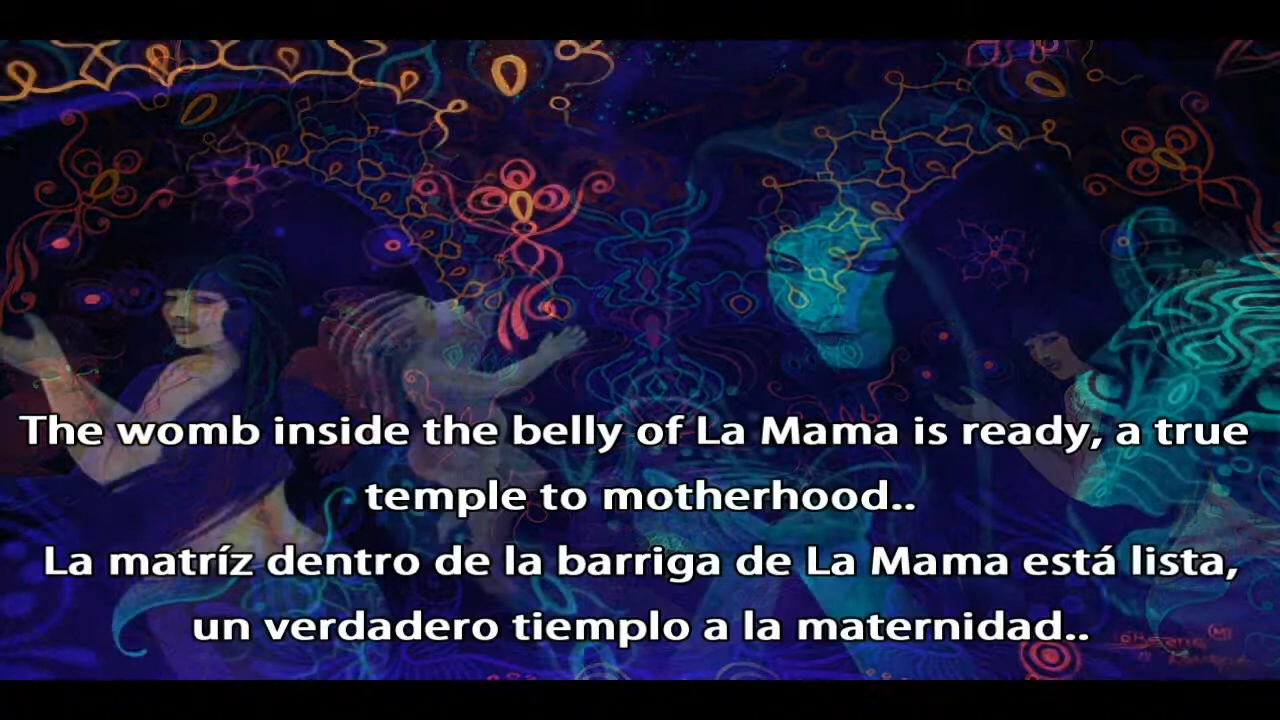 The womb inside the belly of La Mama is ready, a true
temple to motherhood..
La matríz dentro de la barriga de La Mama está lista,
un verdadero tiemplo a la maternidad..